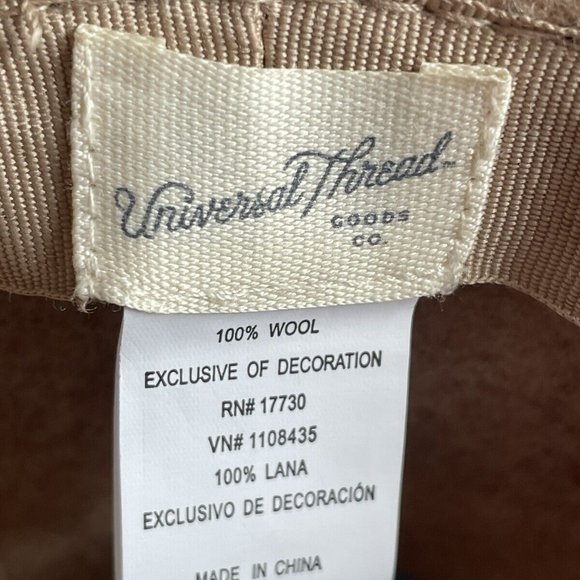 Universal Thread™
GOODS
CO.
100% WOOL
EXCLUSIVE OF DECORATION
RN# 17730
VN# 1108435
100% LANA
EXCLUSIVO DE DECORACIÓN
MADE IN CHINA